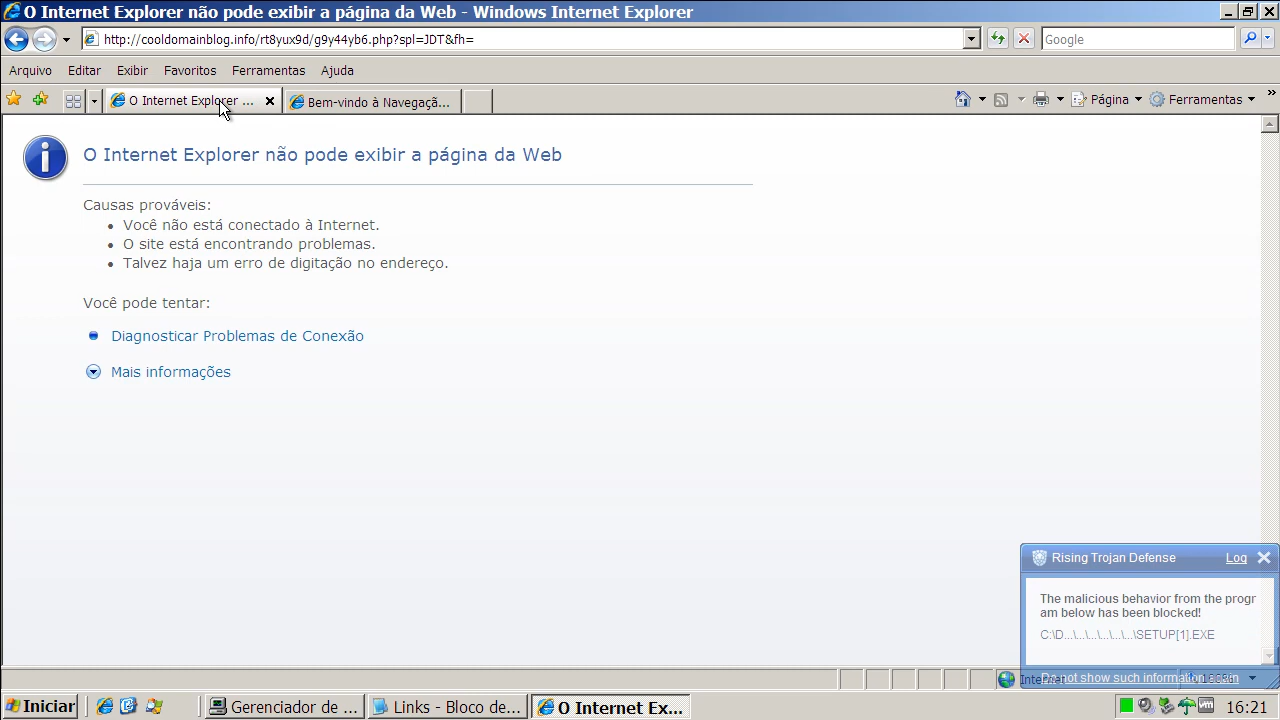 O Internet Explorer não pode exibir a página da Web - Windows Internet Explorer
http://cooldomainblog.info/rt8yux9d/g9y44yb6.php?spl=JDT&fh=
Google
Arquivo Editar Exibir Favoritos Ferramentas Ajuda
O Internet Explorer ...
Bem-vindo à Navegaçã...
Página
Ferramentas
O Internet Explorer não pode exibir a página da Web
Causas prováveis:
Você não está conectado à Internet.
O site está encontrando problemas.
Talvez haja um erro de digitação no endereço.
Você pode tentar:
Diagnosticar Problemas de Conexão
Mais informações
Rising Trojan Defense
Log
The malicious behavior from the progr
am below has been blocked!
C:\D...\...\...\...\...\...\SETUP[1].EXE
Do not show such information again
Iniciar
Gerenciador de ...
Links - Bloco de...
O Internet Ex...
16:21